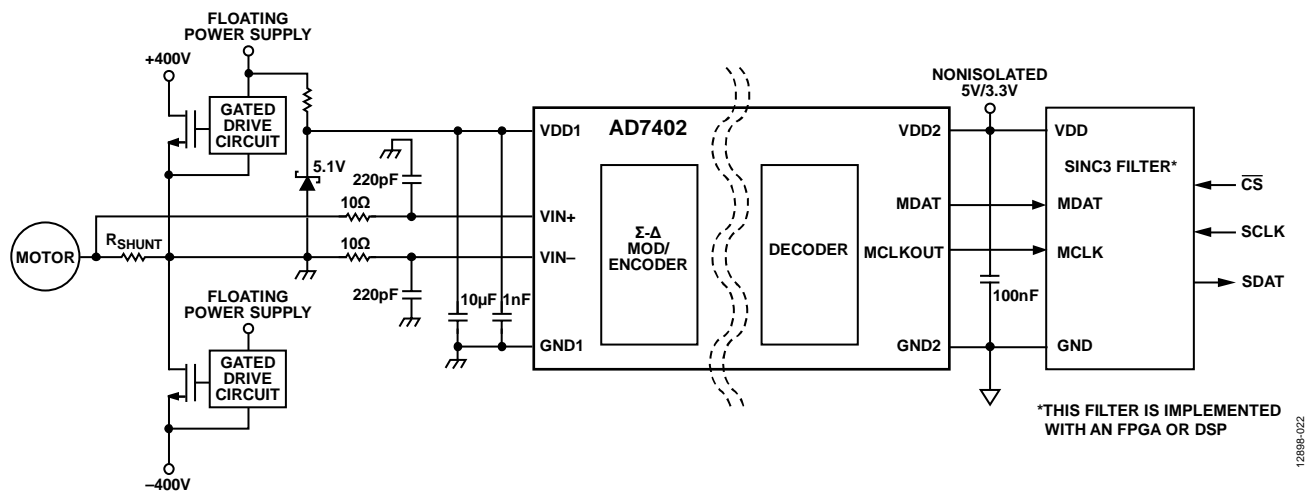 FLOATING
POWER SUPPLY
+400V
GATED
DRIVE
CIRCUIT
5.1V
220pF
10Ω
10Ω
220pF
MOTOR
RSHUNT
FLOATING
POWER SUPPLY
GATED
DRIVE
CIRCUIT
–400V
10µF
1nF
VDD1
AD7402
VDD2
VIN+
VIN–
GND1
Σ-Δ
MOD/
ENCODER
DECODER
MDAT
MCLKOUT
GND2
NONISOLATED
5V/3.3V
100nF
VDD
SINC3 FILTER*
MDAT
MCLK
GND
CS
SCLK
SDAT
*THIS FILTER IS IMPLEMENTED
WITH AN FPGA OR DSP
12898-022